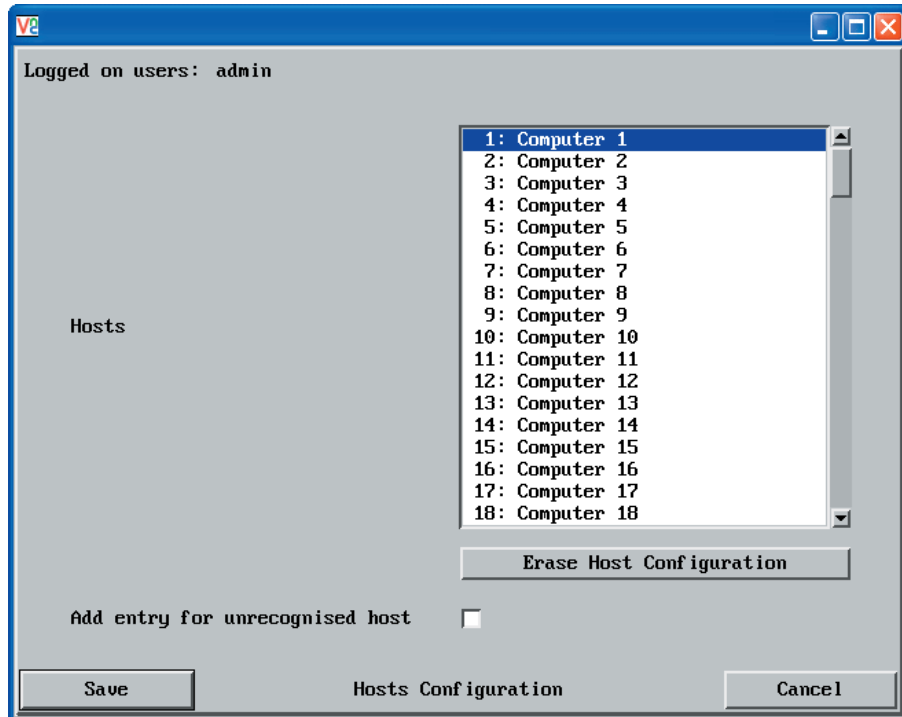 VE
Logged on users: admin
Hosts
1: Computer 1
2: Computer 2
3: Computer 3
4: Computer 4
5: Computer 5
6: Computer 6
7: Computer 7
8: Computer 8
9: Computer 9
10: Computer 10
11: Computer 11
12: Computer 12
13: Computer 13
14: Computer 14
15: Computer 15
16: Computer 16
17: Computer 17
18: Computer 18
Erase Host Configuration
Add entry for unrecognised host
Save
Hosts Configuration
Cancel